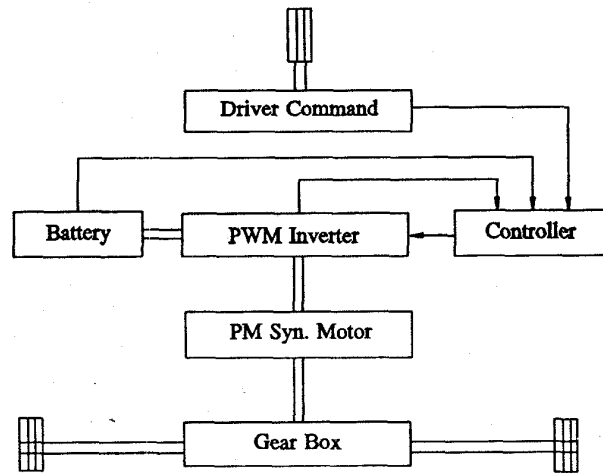 Driver Command
Battery
PWM Inverter
Controller
PM Syn. Motor
Gear Box